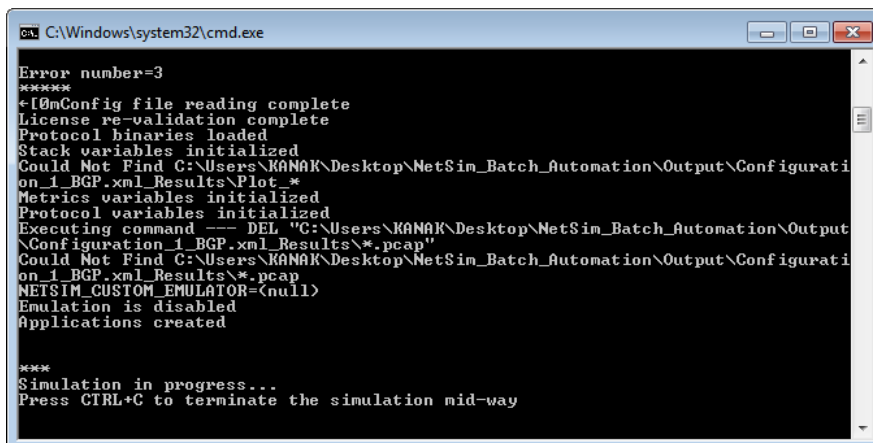 C:\Windows\system32\cmd.exe
Error number=3
*****
←[0mConfig file reading complete
License re-validation complete
Protocol binaries loaded
Stack variables initialized
Could Not Find C:\Users\KANAK\Desktop\NetSim_Batch_Automation\Output\Configurati
on_1_BGP.xml_Results\Plot_*
Metrics variables initialized
Protocol variables initialized
Executing command --- DEL "C:\Users\KANAK\Desktop\NetSim_Batch_Automation\Output
\Configuration_1_BGP.xml_Results\*.pcap"
Could Not Find C:\Users\KANAK\Desktop\NetSim_Batch_Automation\Output\Configurati
on_1_BGP.xml_Results\*.pcap
NETSIM_CUSTOM_EMULATOR=(null)
Emulation is disabled
Applications created
***
Simulation in progress...
Press CTRL+C to terminate the simulation mid-way